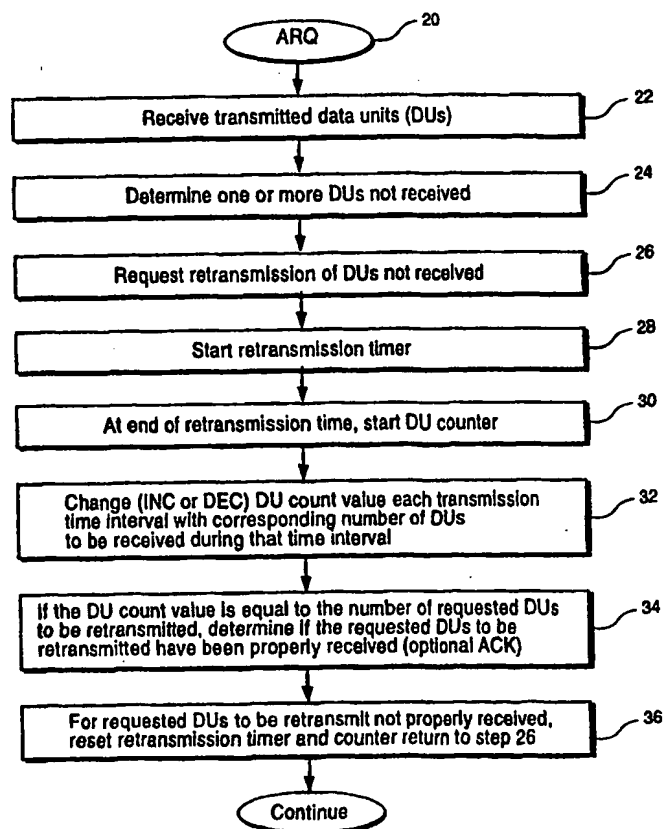 ARQ
20
Receive transmitted data units (DUs)
22
Determine one or more DUs not received
24
Request retransmission of DUs not received
26
Start retransmission timer
28
At end of retransmission time, start DU counter
30
Change (INC or DEC) DU count value each transmission
time interval with corresponding number of DUs
to be received during that time interval
32
If the DU count value is equal to the number of requested DUs
to be retransmitted, determine if the requested DUs to be
retransmitted have been properly received (optional ACK)
34
For requested DUs to be retransmit not properly received,
reset retransmission timer and counter return to step 26
36
Continue